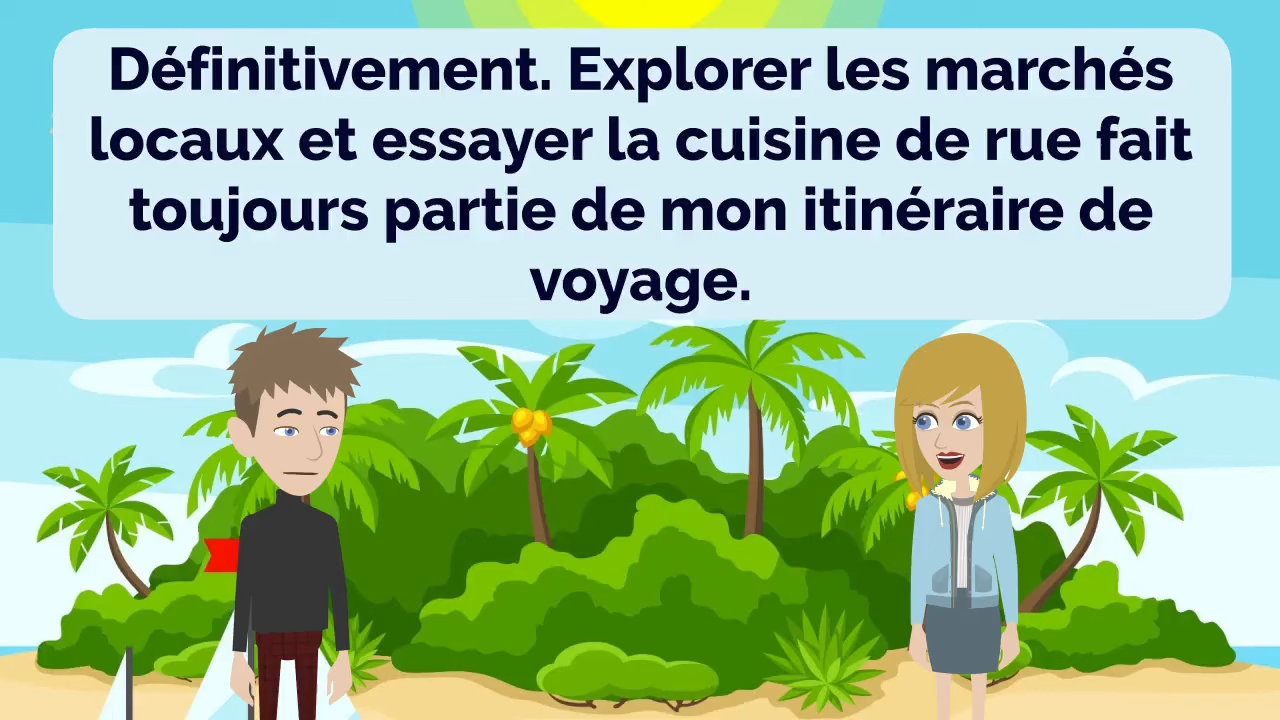 Définitivement. Explorer les marchés
locaux et essayer la cuisine de rue fait
toujours partie de mon itinéraire de
voyage.